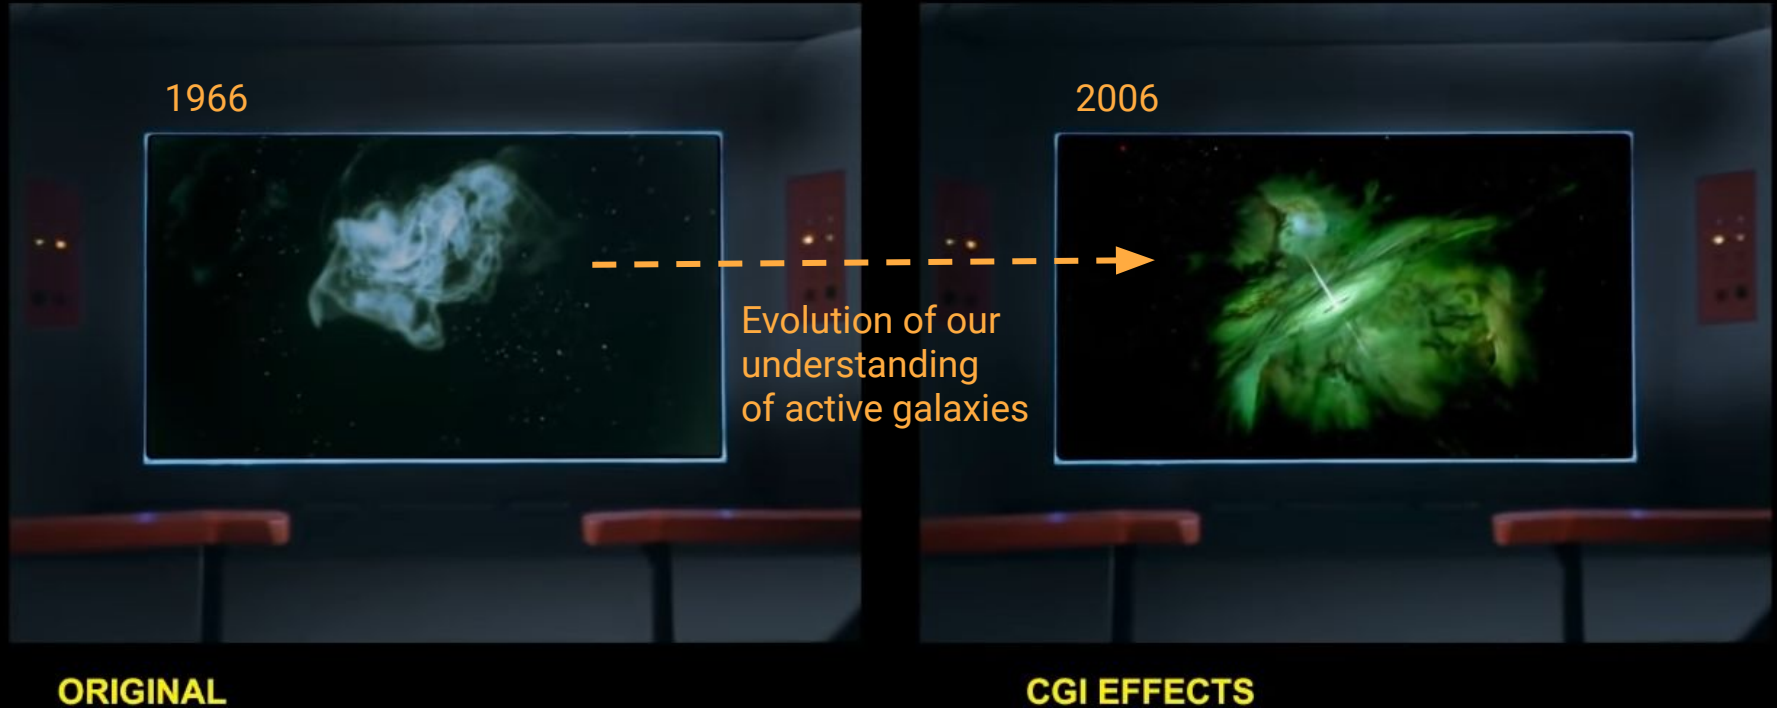 1966
2006
Evolution of our
understanding
of active galaxies
ORIGINAL
CGI EFFECTS